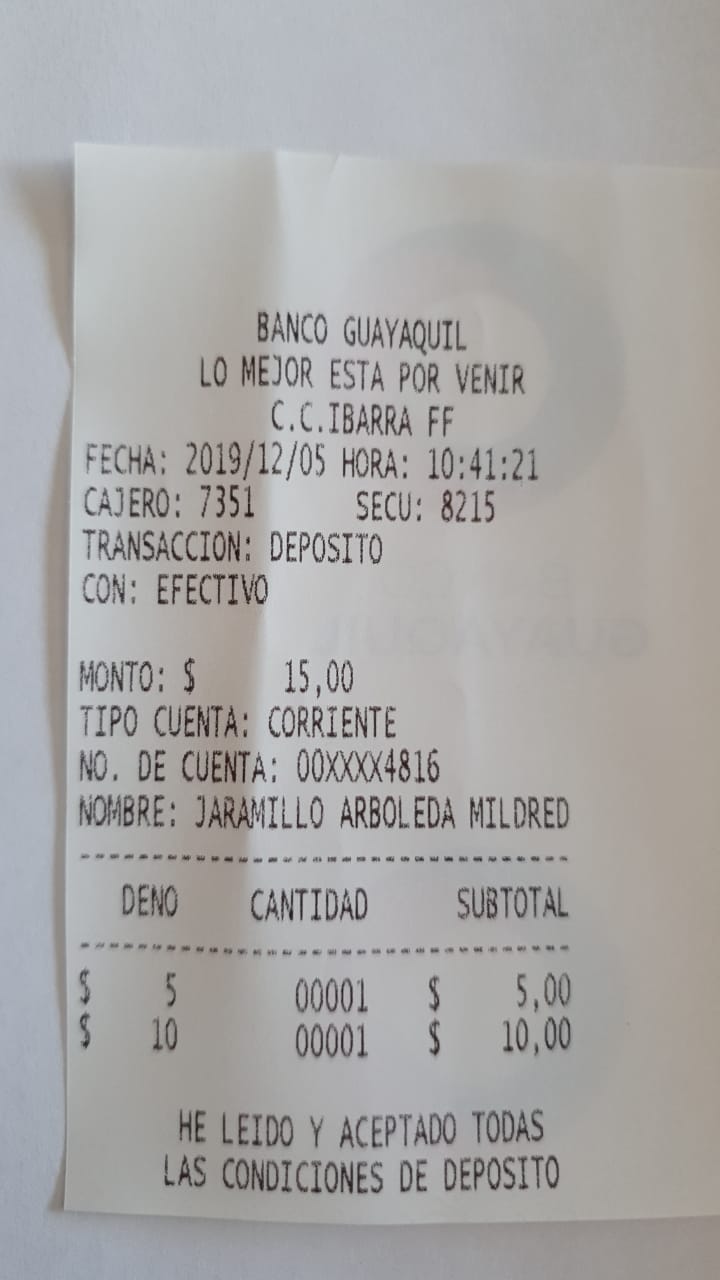 BANCO GUAYAQUIL
LO MEJOR ESTA POR VENIR
C.C.IBARRA FF
FECHA: 2019/12/05 HORA: 10:41:21
CAJERO: 7351 SECU: 8215
TRANSACCION: DEPOSITO
CON: EFECTIVO
MONTO: $ 15,00
TIPO CUENTA: CORRIENTE
NO. DE CUENTA: 00XXXX4816
NOMBRE: JARAMILLO ARBOLEDA MILDRED
--------------------------------
DENO CANTIDAD SUBTOTAL
--------------------------------
$ 5 00001 $ 5,00
$ 10 00001 $ 10,00
HE LEIDO Y ACEPTADO TODAS
LAS CONDICIONES DE DEPOSITO